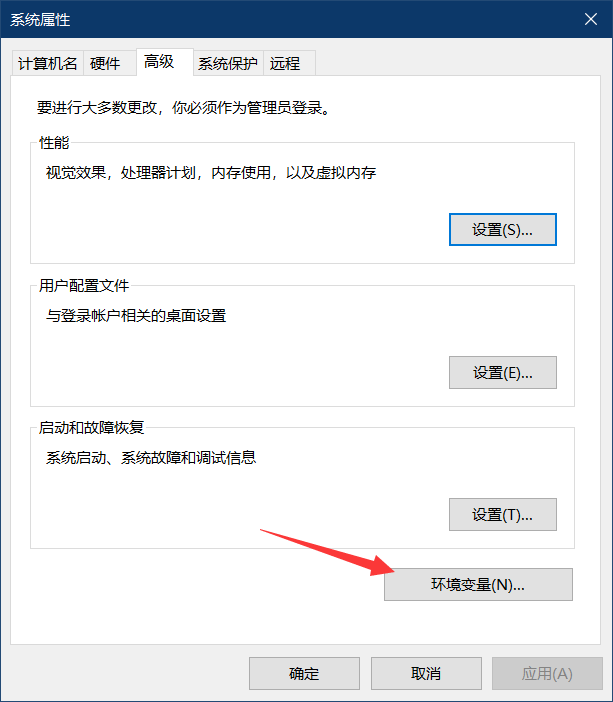 系统属性
计算机名 硬件 高级 系统保护 远程
要进行大多数更改，你必须作为管理员登录。
性能
视觉效果，处理器计划，内存使用，以及虚拟内存
设置(S)...
用户配置文件
与登录帐户相关的桌面设置
设置(E)...
启动和故障恢复
系统启动、系统故障和调试信息
设置(T)...
环境变量(N)...
确定 取消 应用(A)